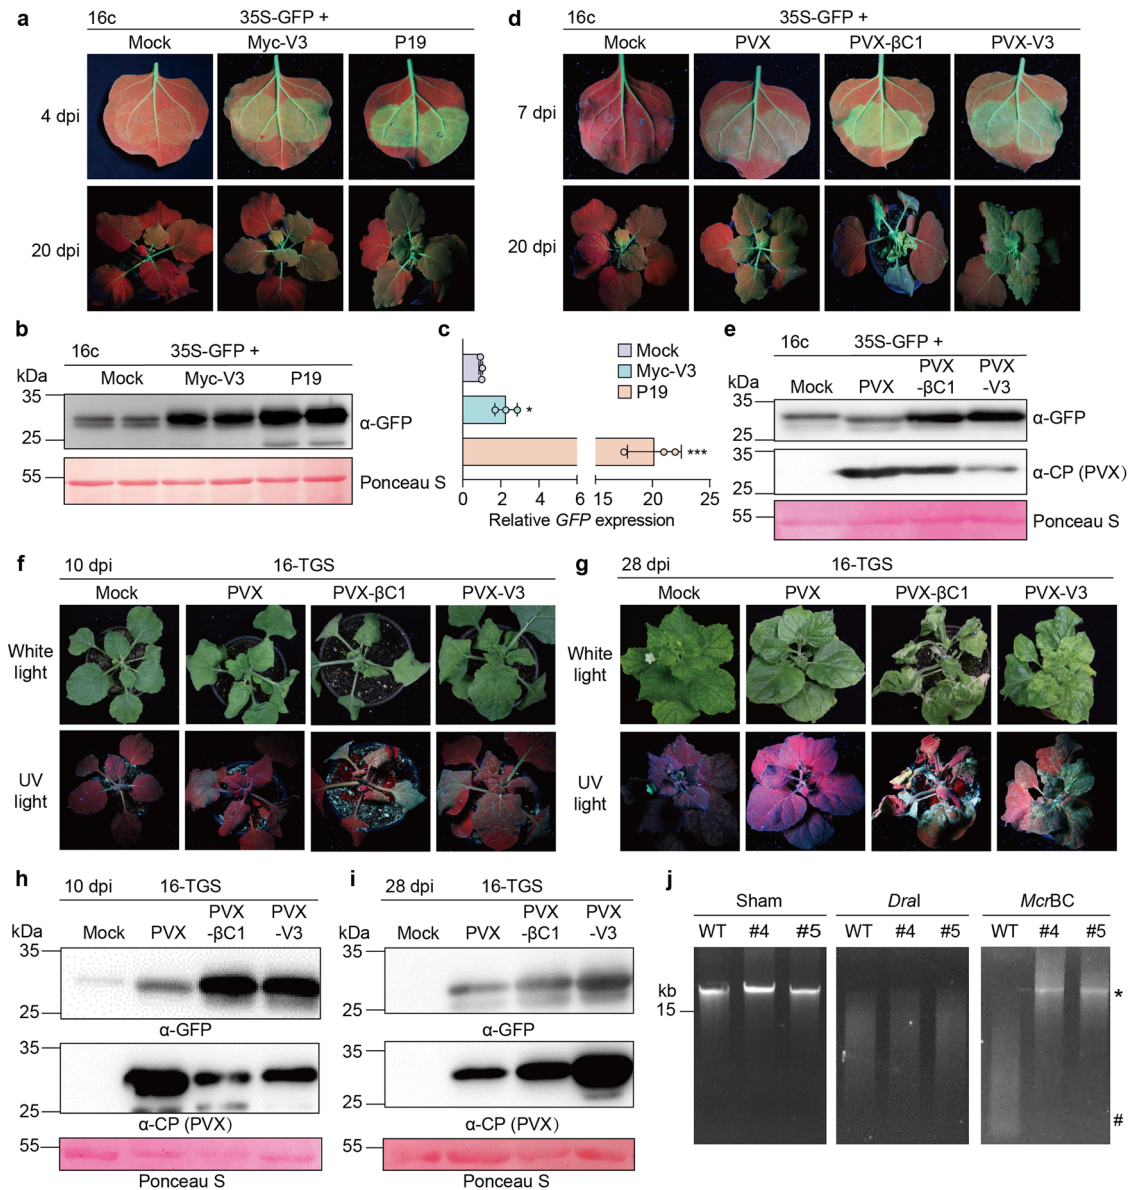 a
16c 35S-GFP +
Mock Myc-V3 P19
4 dpi
20 dpi
d
16c 35S-GFP +
Mock PVX PVX-βC1 PVX-V3
7 dpi
20 dpi
b
16c 35S-GFP +
kDa Mock Myc-V3 P19
35
25
α-GFP
55
Ponceau S
c
Mock
Myc-V3
P19
*
***
0 2 4 6 15 20 25
Relative GFP expression
e
16c 35S-GFP +
PVX PVX
kDa Mock PVX -βC1 -V3
35
α-GFP
25
35
α-CP (PVX)
25
55
Ponceau S
f
10 dpi 16-TGS
Mock PVX PVX-βC1 PVX-V3
White
light
UV
light
g
28 dpi 16-TGS
Mock PVX PVX-βC1 PVX-V3
White
light
UV
light
h
10 dpi 16-TGS
PVX PVX
kDa Mock PVX -βC1 -V3
35
25
α-GFP
35
25
α-CP (PVX)
55
Ponceau S
i
28 dpi 16-TGS
PVX PVX
kDa Mock PVX -βC1 -V3
35
25
α-GFP
35
25
α-CP (PVX)
55
Ponceau S
j
Sham DraI McrBC
WT #4 #5 WT #4 #5 WT #4 #5
kb
15
*
#